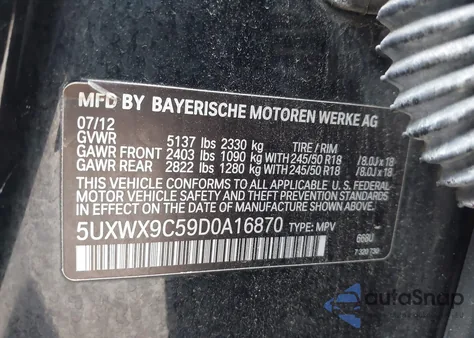 MFD BY BAYERISCHE MOTOREN WERKE AG
07/12
GVWR 5137 lbs 2330 kg TIRE / RIM
GAWR FRONT 2403 lbs 1090 kg WITH 245/50 R18 /8.0J x 18
GAWR REAR 2822 lbs 1280 kg WITH 245/50 R18 /8.0J x 18
THIS VEHICLE CONFORMS TO ALL APPLICABLE U. S. FEDERAL
MOTOR VEHICLE SAFETY AND THEFT PREVENTION STANDARDS
IN EFFECT ON THE DATE OF MANUFACTURE SHOWN ABOVE.
5UXWX9C59D0A16870 TYPE: MPV
668U
autoSnap